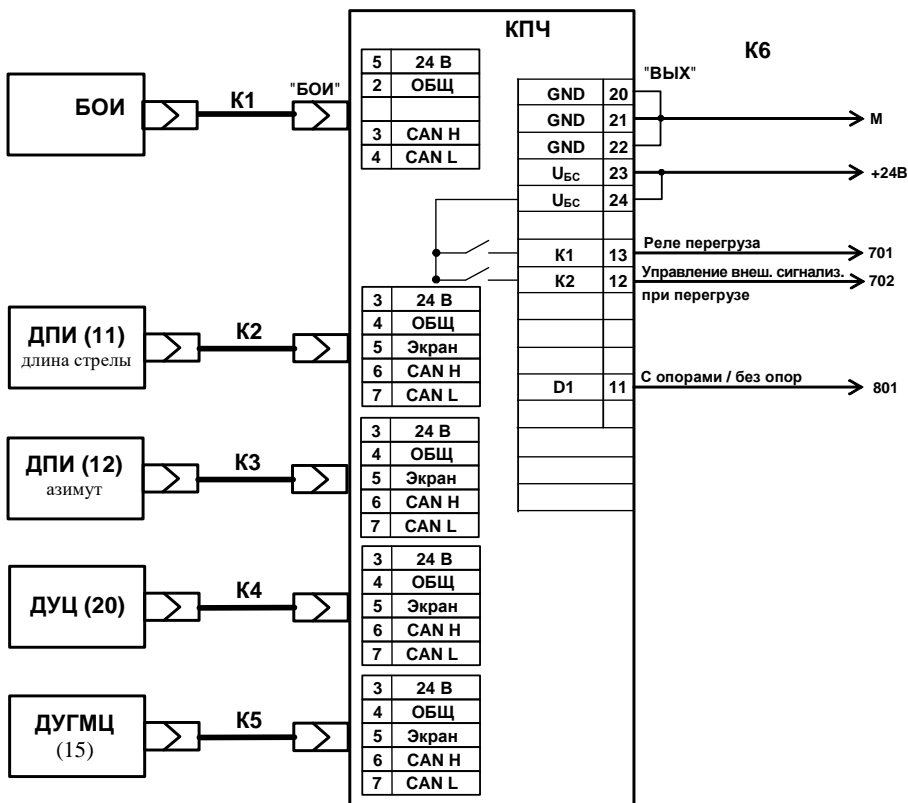 КПЧ
К6
БОИ
К1
"БОИ"
5 24 В
2 ОБЩ
3 CAN H
4 CAN L
"ВЫХ"
GND 20
GND 21
GND 22
UБС 23
UБС 24
К1 13
К2 12
D1 11
М
+24В
Реле перегруза
701
Управление внеш. сигнализ.
при перегрузе
702
С опорами / без опор
801
ДПИ (11)
длина стрелы
К2
3 24 В
4 ОБЩ
5 Экран
6 CAN H
7 CAN L
ДПИ (12)
азимут
К3
3 24 В
4 ОБЩ
5 Экран
6 CAN H
7 CAN L
ДУЦ (20)
К4
3 24 В
4 ОБЩ
5 Экран
6 CAN H
7 CAN L
ДУГМЦ
(15)
К5
3 24 В
4 ОБЩ
5 Экран
6 CAN H
7 CAN L